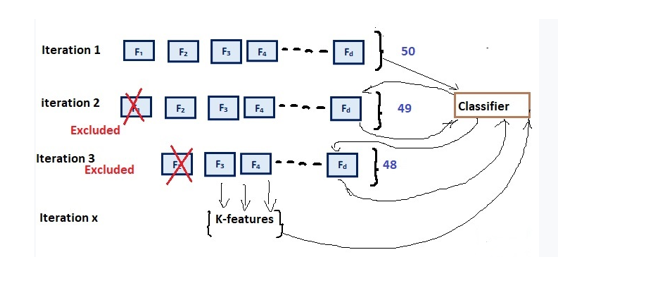 Iteration 1 F₁ F₂ F₃ F₄ F_d 50
iteration 2 F₂ F₃ F₄ F_d 49 Classifier
Excluded
Iteration 3 F₃ F₄ F_d 48
Excluded
Iteration x K-features